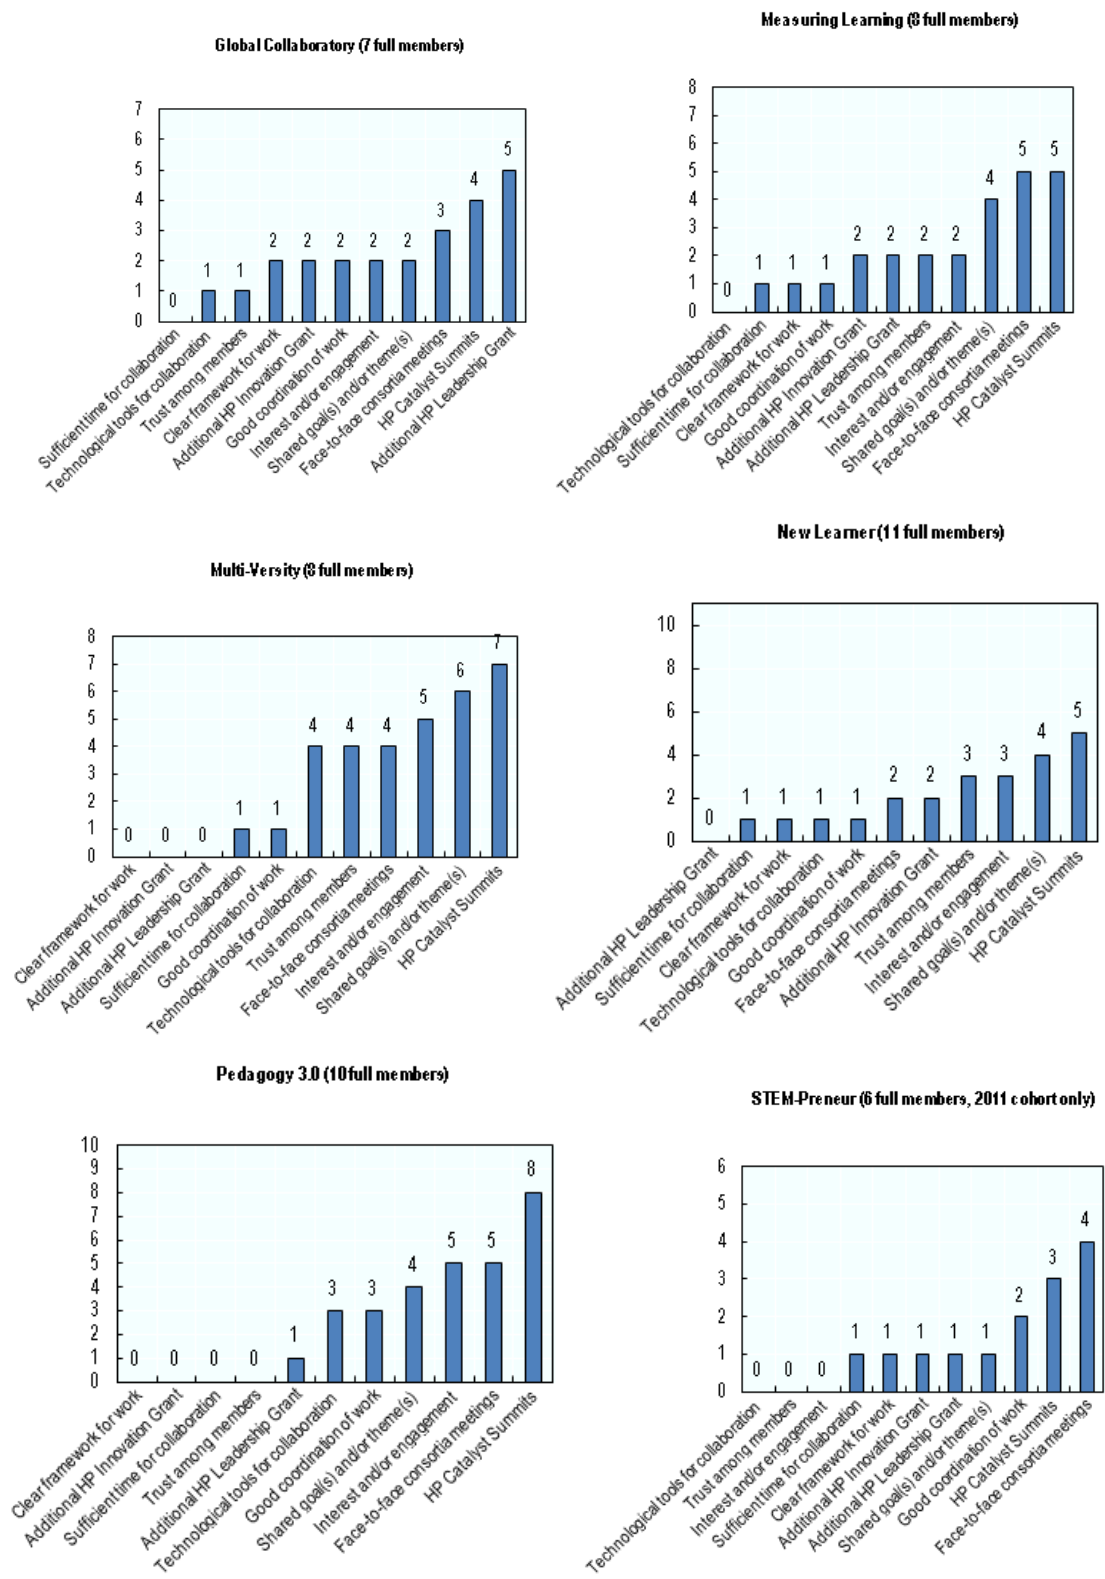 Global Collaboratory (7 full members)
7
6
5
4
3
2
1
0
0
1
1
2
2
2
2
2
3
4
5
Sufficient time for collaboration
Technological tools for collaboration
Trust among members
Clear framework for work
Additional HP Innovation Grant
Good coordination of work
Interest and/or engagement
Shared goal(s) and/or theme(s)
Face-to-face consortia meetings
HP Catalyst Summits
Additional HP Leadership Grant
Measuring Learning (8 full members)
8
7
6
5
4
3
2
1
0
0
1
1
1
2
2
2
2
4
5
5
Technological tools for collaboration
Sufficient time for collaboration
Clear framework for work
Good coordination of work
Additional HP Innovation Grant
Additional HP Leadership Grant
Trust among members
Interest and/or engagement
Shared goal(s) and/or theme(s)
Face-to-face consortia meetings
HP Catalyst Summits
Multi-Versity (8 full members)
8
7
6
5
4
3
2
1
0
0
0
0
1
1
4
4
4
5
6
7
Clear framework for work
Additional HP Innovation Grant
Additional HP Leadership Grant
Sufficient time for collaboration
Good coordination of work
Technological tools for collaboration
Trust among members
Face-to-face consortia meetings
Interest and/or engagement
Shared goal(s) and/or theme(s)
HP Catalyst Summits
New Learner (11 full members)
10
8
6
4
2
0
0
1
1
1
1
2
2
3
3
4
5
Additional HP Leadership Grant
Sufficient time for collaboration
Clear framework for work
Technological tools for collaboration
Good coordination of work
Face-to-face consortia meetings
Additional HP Innovation Grant
Trust among members
Interest and/or engagement
Shared goal(s) and/or theme(s)
HP Catalyst Summits
Pedagogy 3.0 (10 full members)
10
9
8
7
6
5
4
3
2
1
0
0
0
0
0
1
3
3
4
5
5
8
Clear framework for work
Additional HP Innovation Grant
Sufficient time for collaboration
Trust among members
Additional HP Leadership Grant
Technological tools for collaboration
Good coordination of work
Shared goal(s) and/or theme(s)
Interest and/or engagement
Face-to-face consortia meetings
HP Catalyst Summits
STEM-Preneur (6 full members, 2011 cohort only)
6
5
4
3
2
1
0
0
0
0
1
1
1
1
1
2
3
4
Technological tools for collaboration
Trust among members
Interest and/or engagement
Sufficient time for collaboration
Clear framework for work
Additional HP Innovation Grant
Additional HP Leadership Grant
Shared goal(s) and/or theme(s)
Good coordination of work
HP Catalyst Summits
Face-to-face consortia meetings